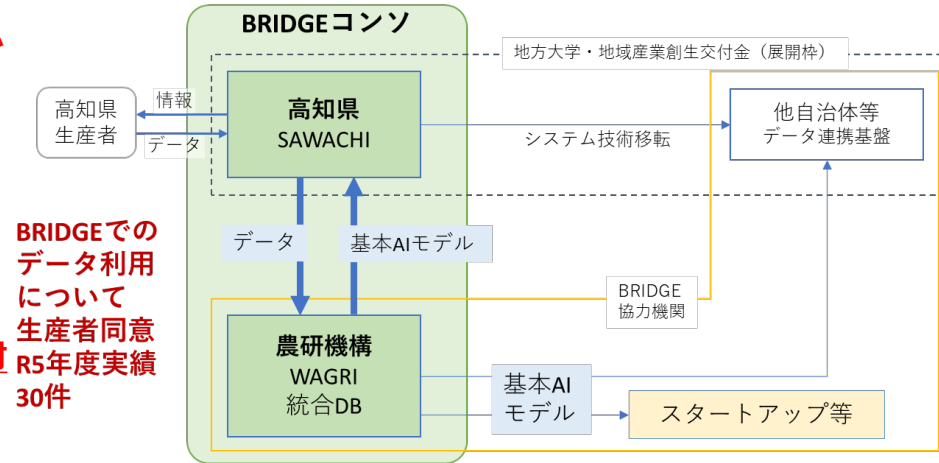 BRIDGEコンソ
地方大学・地域産業創生交付金（展開枠）
高知県
生産者
情報
データ
高知県
SAWACHI
システム技術移転
他自治体等
データ連携基盤
データ
基本AIモデル
BRIDGEでの
データ利用
について
生産者同意
R5年度実績
30件
BRIDGE
協力機関
農研機構
WAGRI
統合DB
基本AI
モデル
スタートアップ等